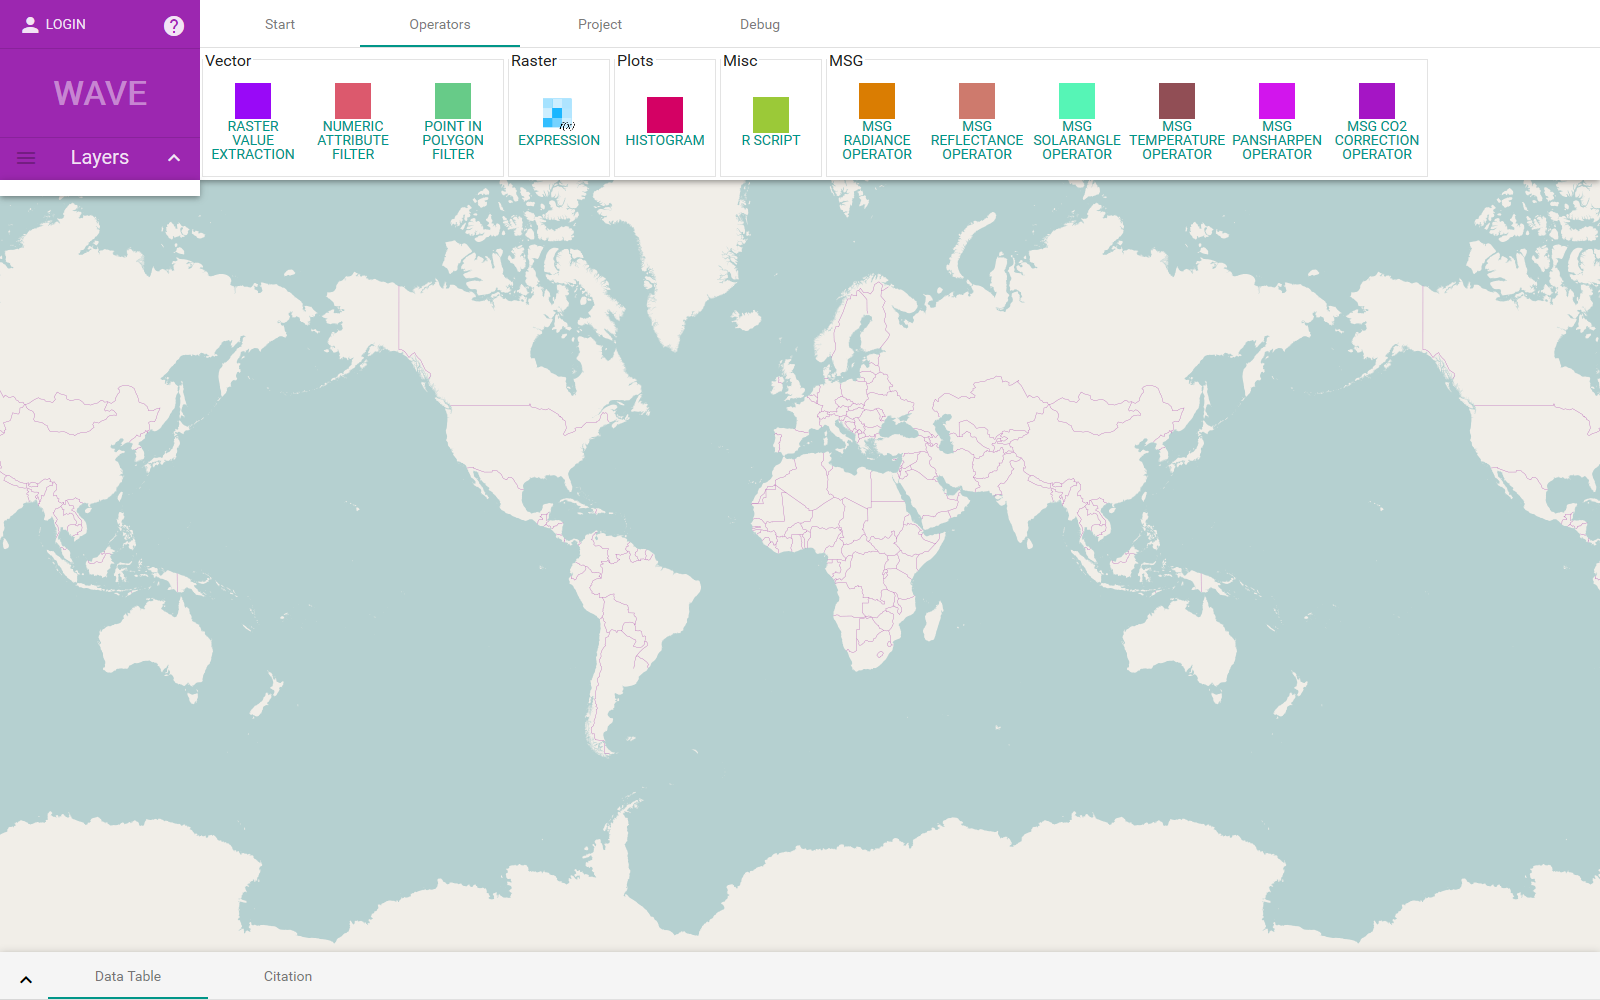 LOGIN
?
WAVE
Layers
Start
Operators
Project
Debug
Vector
RASTER
VALUE
EXTRACTION
NUMERIC
ATTRIBUTE
FILTER
POINT IN
POLYGON
FILTER
Raster
f(x)
EXPRESSION
Plots
HISTOGRAM
Misc
R SCRIPT
MSG
MSG
RADIANCE
OPERATOR
MSG
REFLECTANCE
OPERATOR
MSG
SOLARANGLE
OPERATOR
MSG
TEMPERATURE
OPERATOR
MSG
PANSHARPEN
OPERATOR
MSG CO2
CORRECTION
OPERATOR
Data Table
Citation